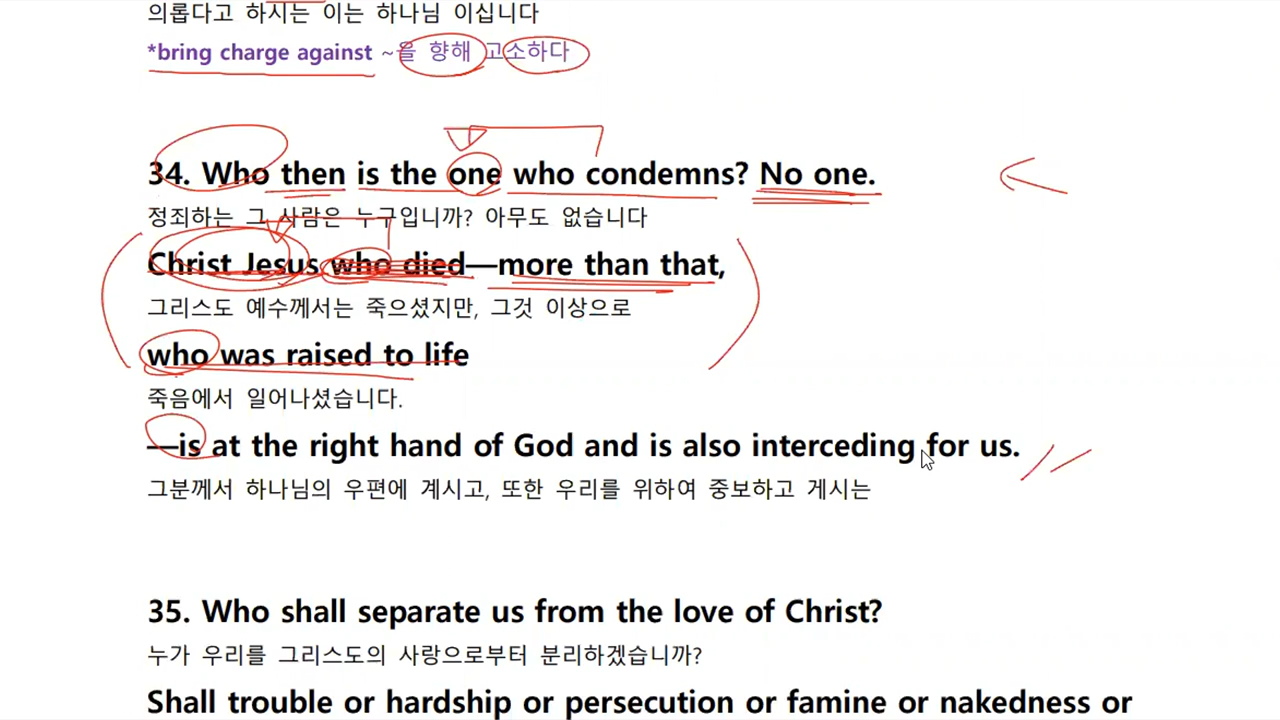 의롭다고 하시는 이는 하나님 이십니다
*bring charge against ~을 향해 고소하다
34. Who then is the one who condemns? No one.
정죄하는 그 사람은 누구입니까? 아무도 없습니다
Christ Jesus who died—more than that,
그리스도 예수께서는 죽으셨지만, 그것 이상으로
who was raised to life
죽음에서 일어나셨습니다.
—is at the right hand of God and is also interceding for us.
그분께서 하나님의 우편에 계시고, 또한 우리를 위하여 중보하고 게시는
35. Who shall separate us from the love of Christ?
누가 우리를 그리스도의 사랑으로부터 분리하겠습니까?
Shall trouble or hardship or persecution or famine or nakedness or